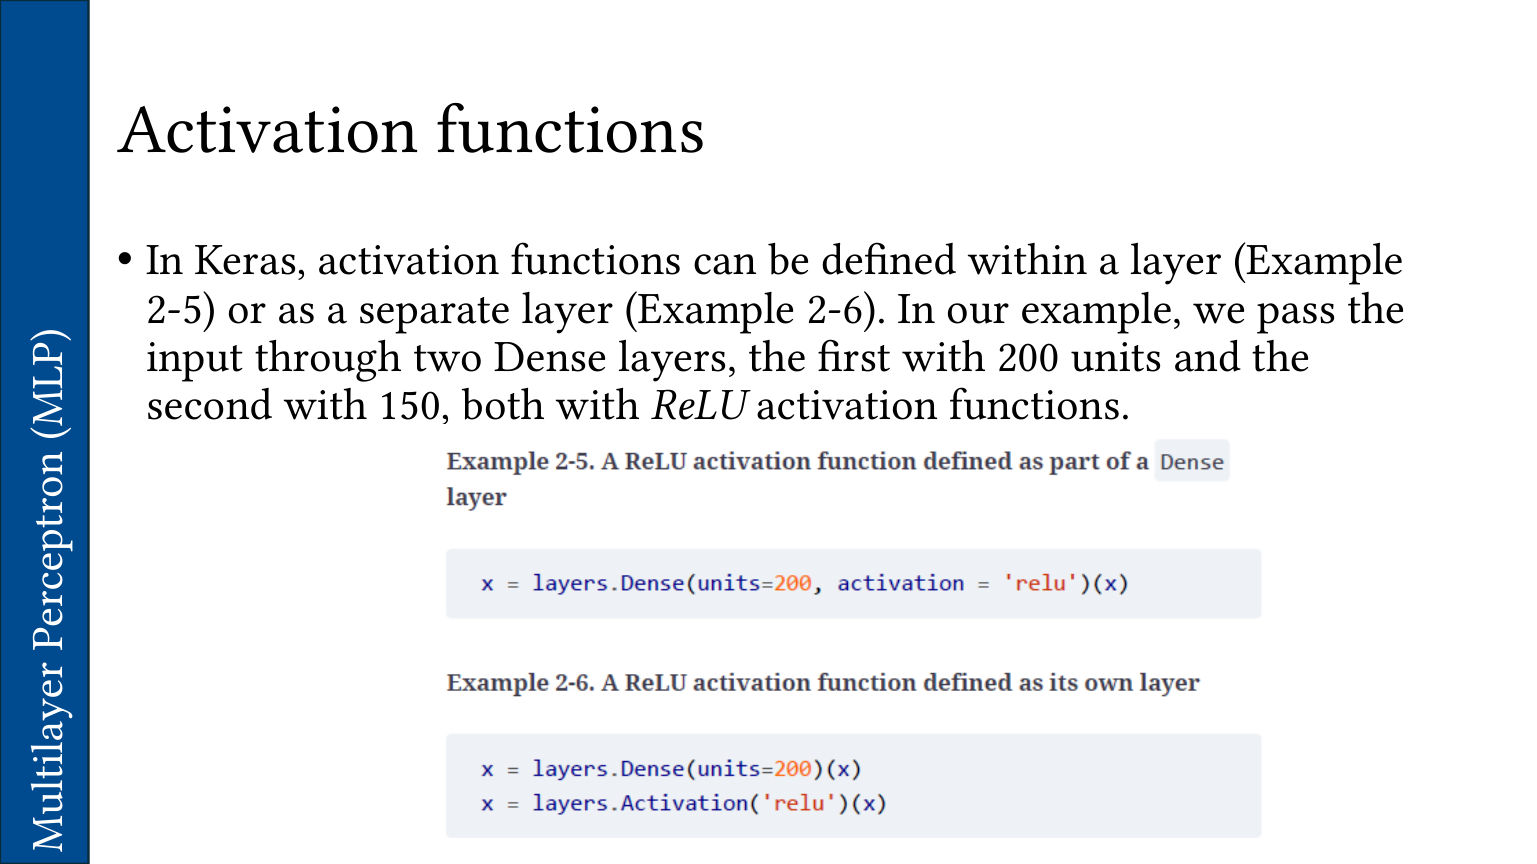 Multilayer Perceptron (MLP)
Activation functions
• In Keras, activation functions can be defined within a layer (Example
2-5) or as a separate layer (Example 2-6). In our example, we pass the
input through two Dense layers, the first with 200 units and the
second with 150, both with ReLU activation functions.
Example 2-5. A ReLU activation function defined as part of a Dense
layer
x = layers.Dense(units=200, activation = 'relu')(x)
Example 2-6. A ReLU activation function defined as its own layer
x = layers.Dense(units=200)(x)
x = layers.Activation('relu')(x)